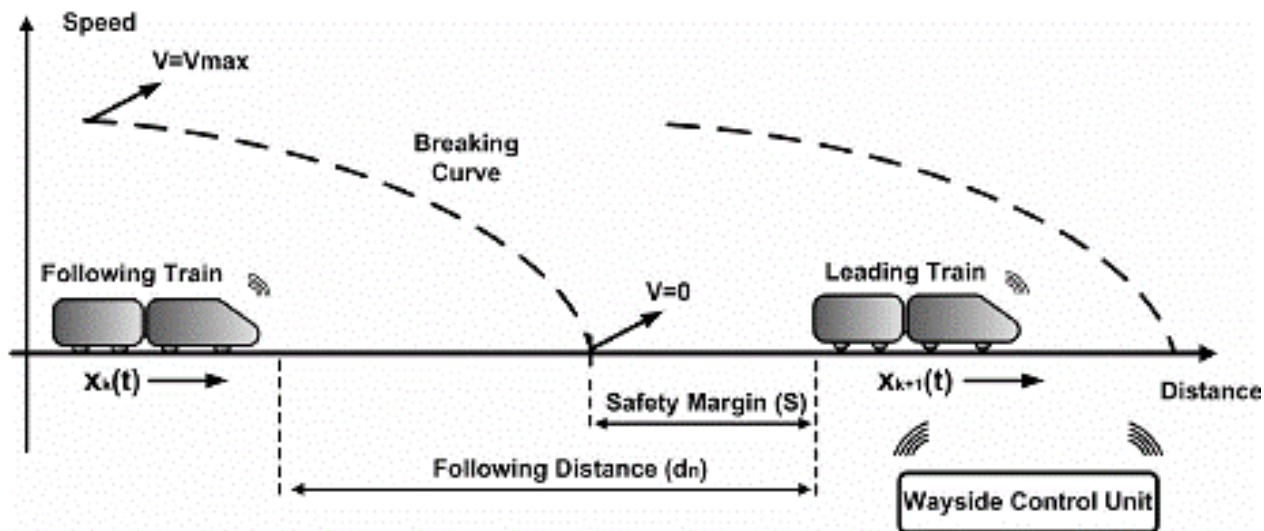 Speed
V=Vmax
Breaking
Curve
Following Train
Leading Train
V=0
xk(t)
xk+1(t)
Distance
Safety Margin (S)
Following Distance (dn)
Wayside Control Unit